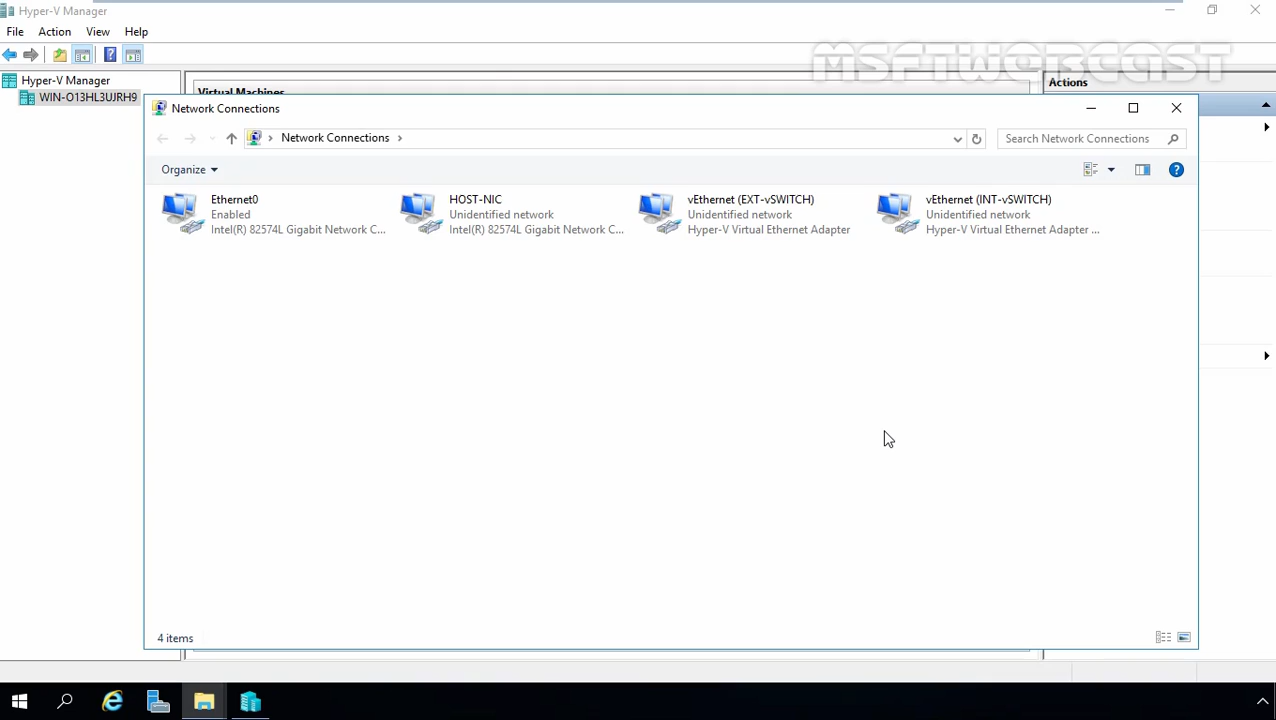 Hyper-V Manager
File Action View Help
MSFTWEBCAST
Hyper-V Manager
WIN-O13HL3UJRH9
Virtual Machines
Actions
Network Connections
Network Connections
Search Network Connections
Organize
Ethernet0
Enabled
Intel(R) 82574L Gigabit Network C...
HOST-NIC
Unidentified network
Intel(R) 82574L Gigabit Network C...
vEthernet (EXT-vSWITCH)
Unidentified network
Hyper-V Virtual Ethernet Adapter
vEthernet (INT-vSWITCH)
Unidentified network
Hyper-V Virtual Ethernet Adapter ...
4 items